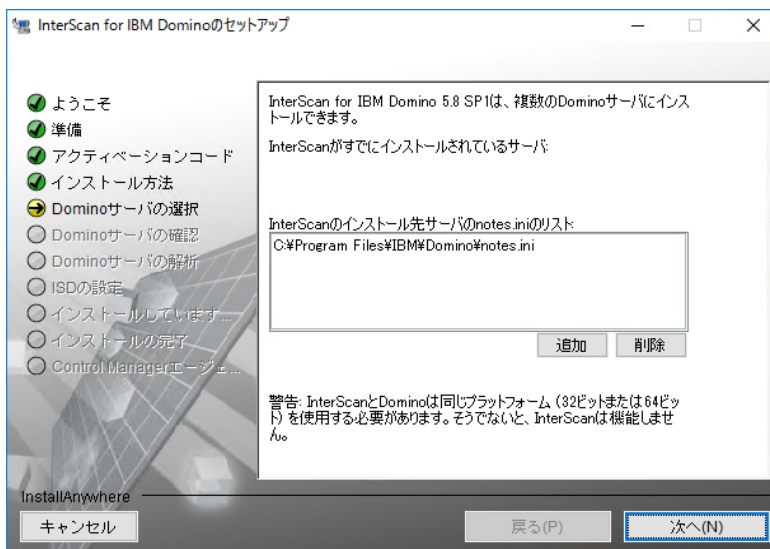 InterScan for IBM Dominoのセットアップ
ようこそ
準備
アクティベーションコード
インストール方法
Dominoサーバの選択
Dominoサーバの確認
Dominoサーバの解析
ISDの設定
インストールしています...
インストールの完了
Control Managerエージェ...
InterScan for IBM Domino 5.8 SP1は、複数のDominoサーバにインス
トールできます。
InterScanがすでにインストールされているサーバ:
InterScanのインストール先サーバのnotes.iniのリスト:
C:¥Program Files¥IBM¥Domino¥notes.ini
追加
削除
警告: InterScanとDominoは同じプラットフォーム (32ビットまたは64ビッ
ト) を使用する必要があります。そうでないと、InterScanは機能しませ
ん。
InstallAnywhere
キャンセル
戻る(P)
次へ(N)